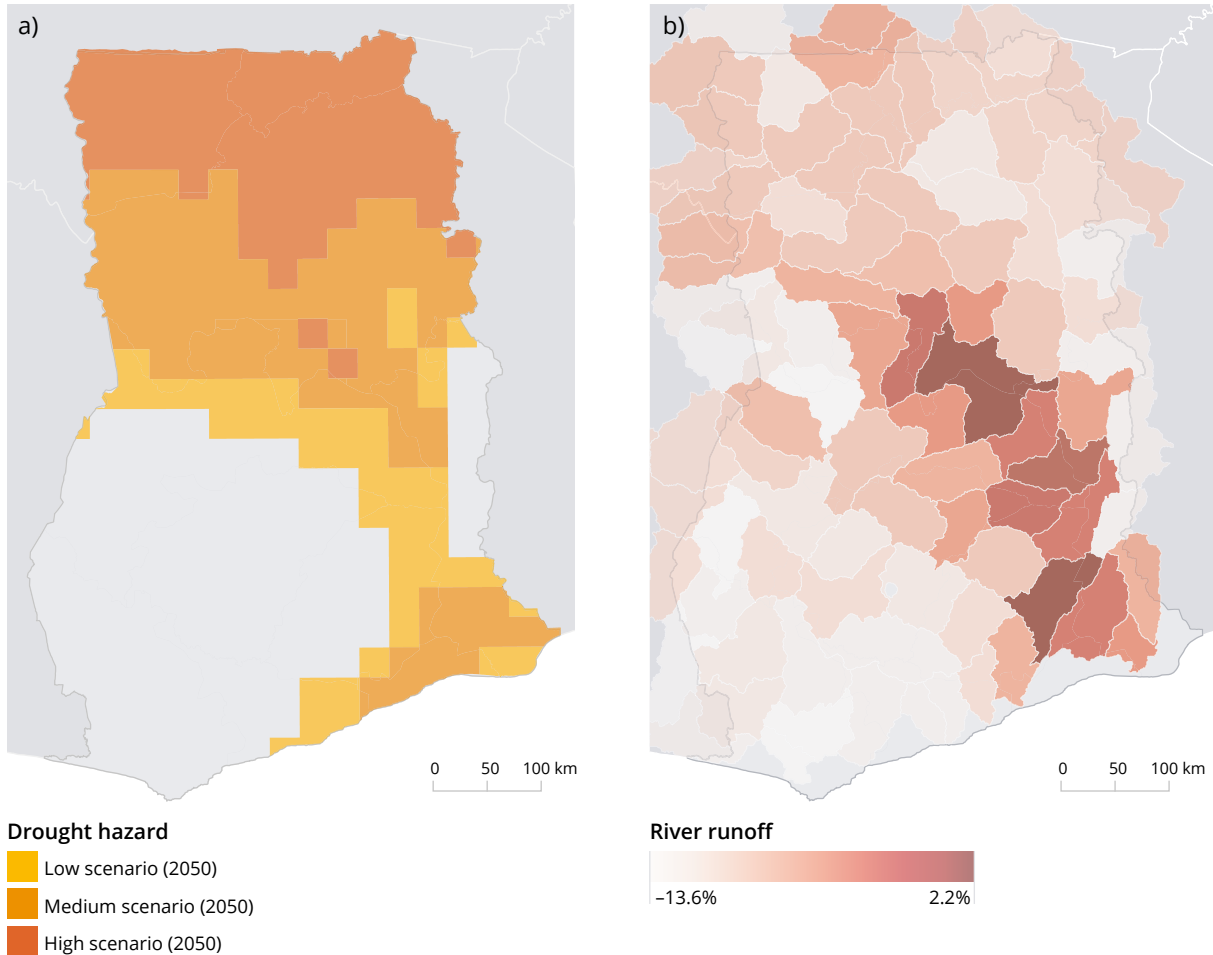 a)
0 50 100 km
Drought hazard
Low scenario (2050)
Medium scenario (2050)
High scenario (2050)
b)
0 50 100 km
River runoff
–13.6% 2.2%